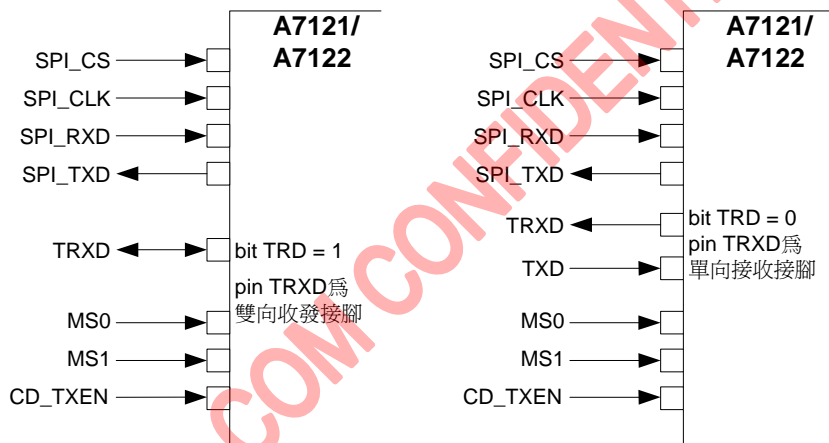 A7121/
A7122
SPI_CS
SPI_CLK
SPI_RXD
SPI_TXD
TRXD
bit TRD = 1
pin TRXD爲
雙向收發接腳
MS0
MS1
CD_TXEN
A7121/
A7122
SPI_CS
SPI_CLK
SPI_RXD
SPI_TXD
TRXD
TXD
bit TRD = 0
pin TRXD爲
單向接收接腳
MS0
MS1
CD_TXEN
COM CONFIDENT